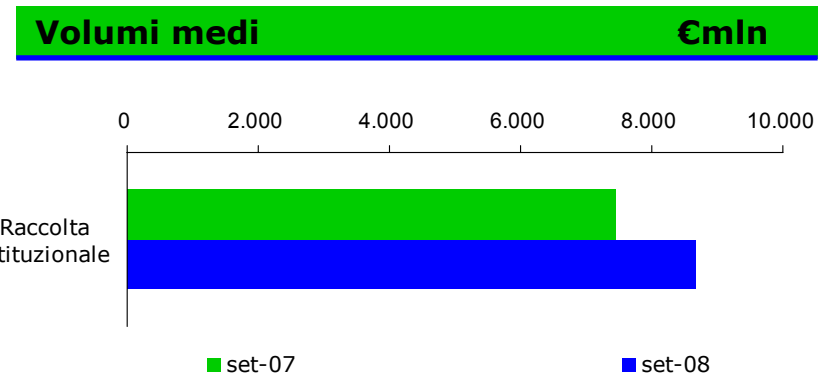 Volumi medi €mln
0 2.000 4.000 6.000 8.000 10.000
Raccolta
tituzionale
set-07 set-08